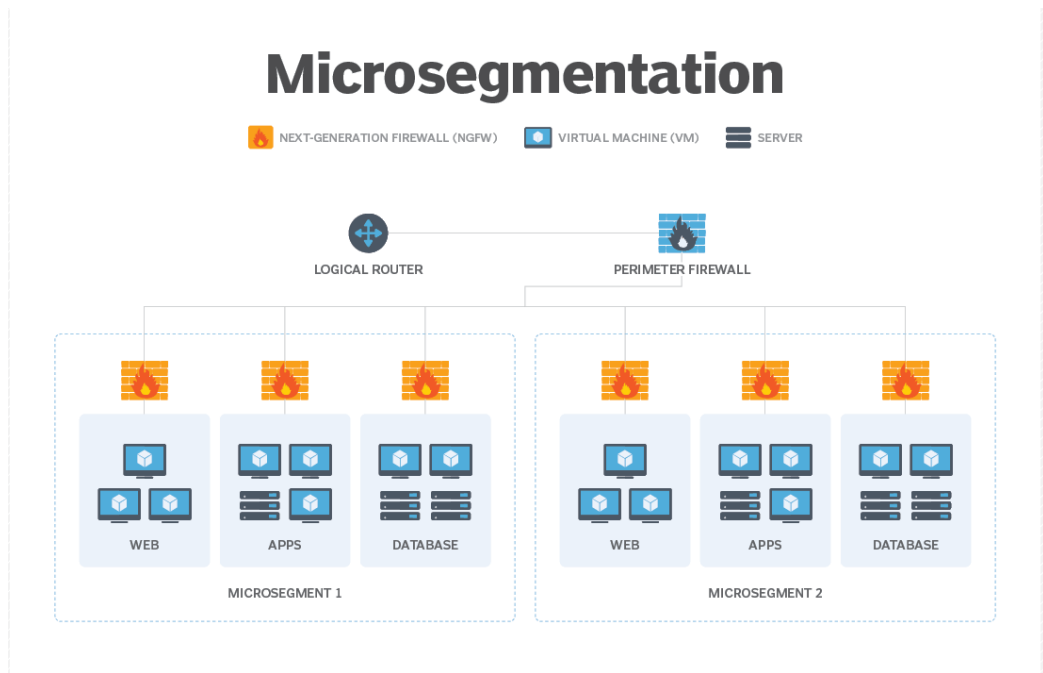 Microsegmentation
NEXT-GENERATION FIREWALL (NGFW) VIRTUAL MACHINE (VM) SERVER
LOGICAL ROUTER PERIMETER FIREWALL
WEB APPS DATABASE WEB APPS DATABASE
MICROSEGMENT 1 MICROSEGMENT 2